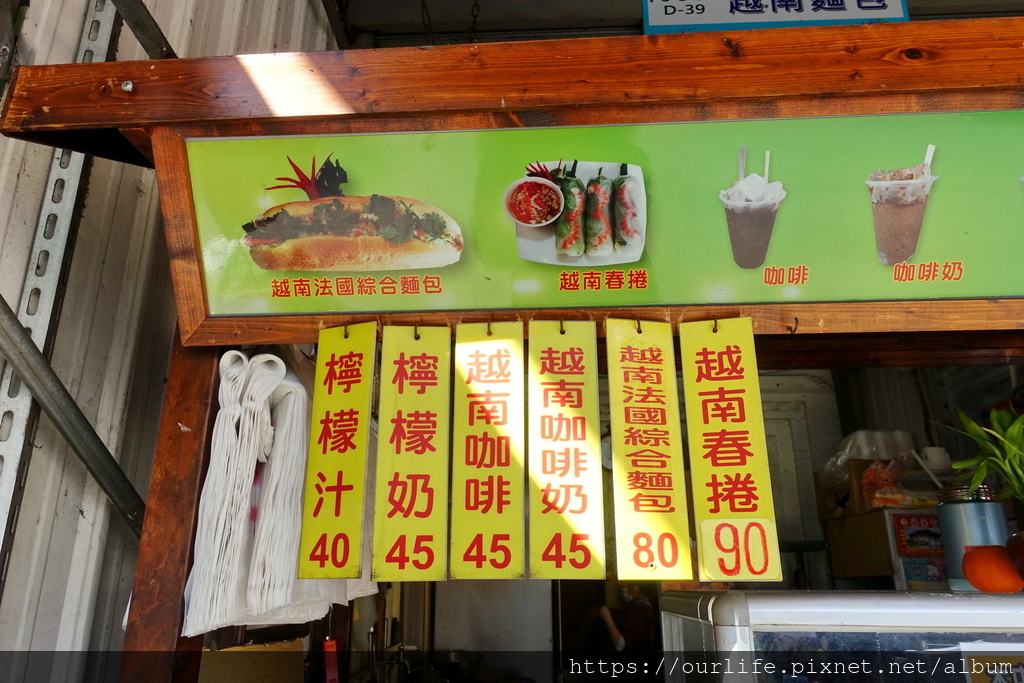 D-39
越南麵包
越南法國綜合麵包
越南春捲
咖啡
咖啡奶
檸檬汁
40
檸檬奶
45
越南咖啡
45
越南咖啡奶
45
越南法國綜合麵包
80
越南春捲
90
https://ourlife.pixnet.net/album